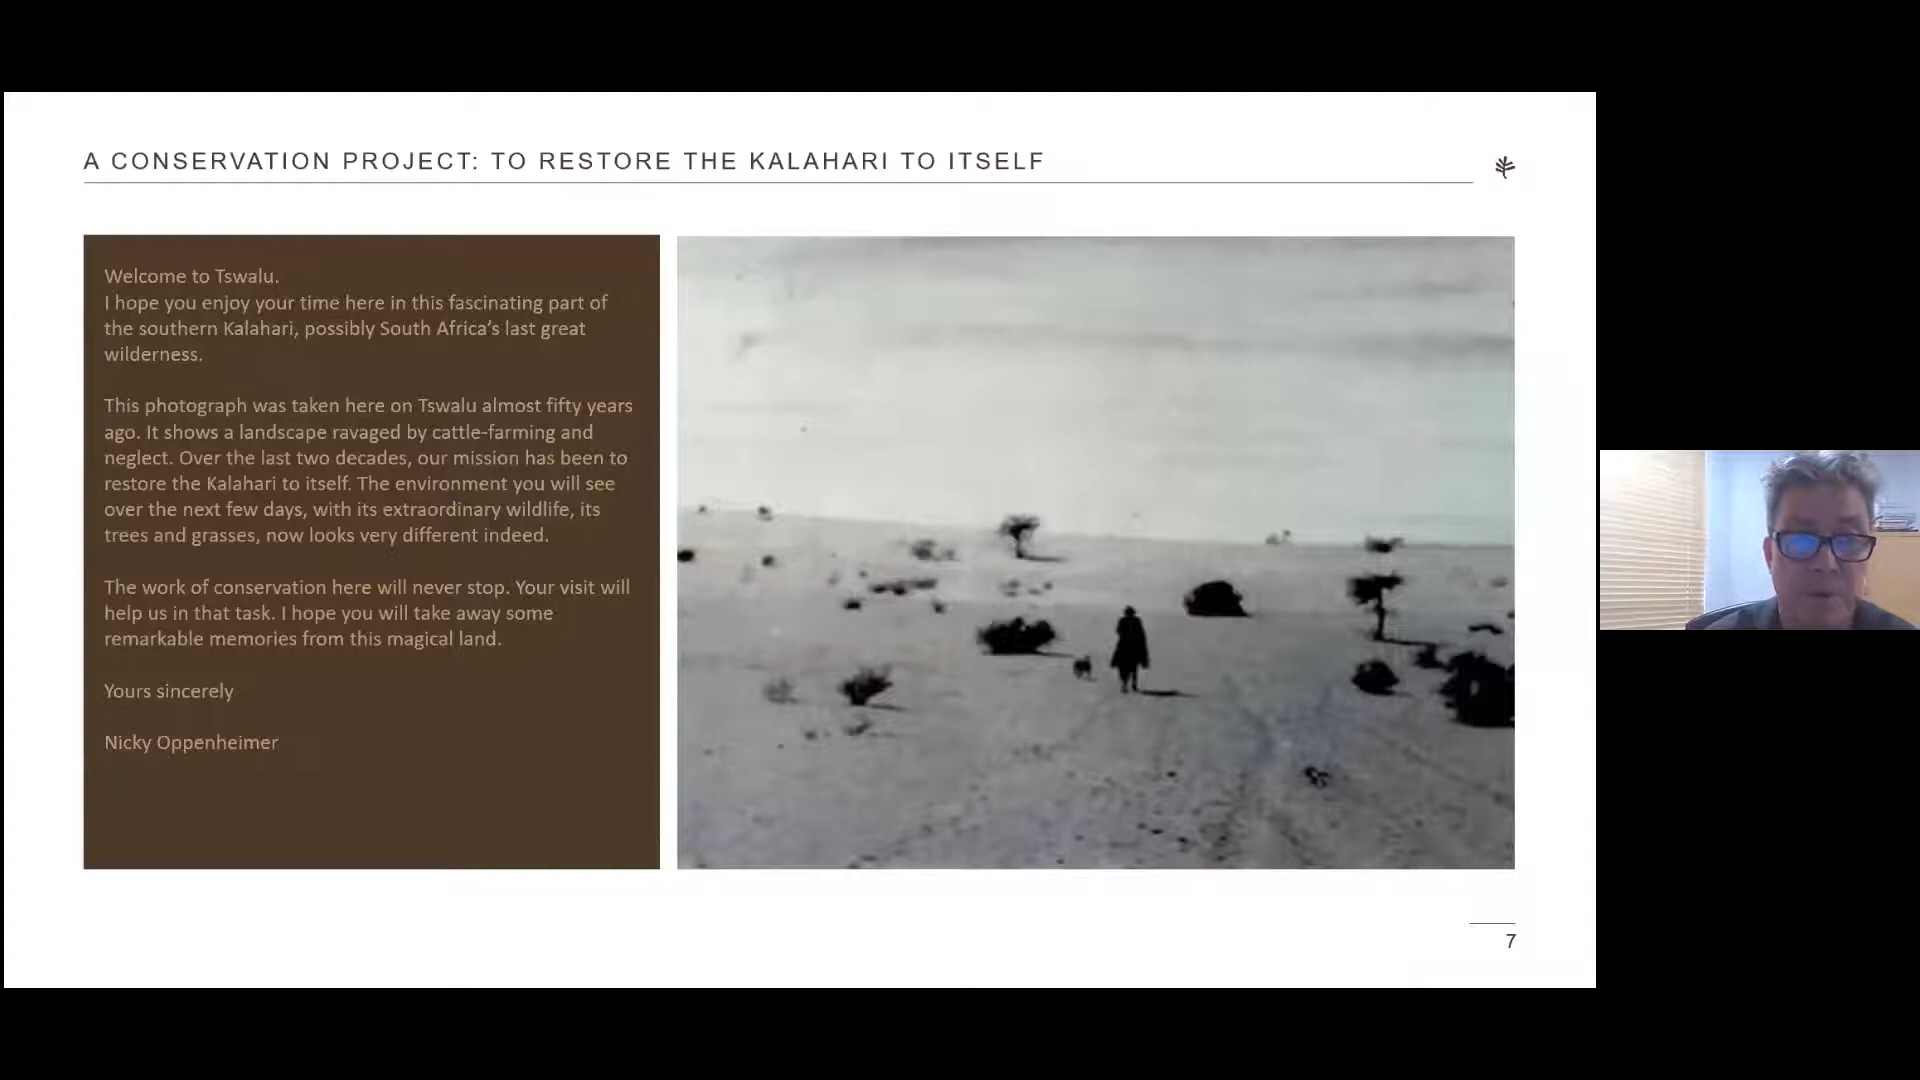 A CONSERVATION PROJECT: TO RESTORE THE KALAHARI TO ITSELF
Welcome to Tswalu.
I hope you enjoy your time here in this fascinating part of
the southern Kalahari, possibly South Africa’s last great
wilderness.
This photograph was taken here on Tswalu almost fifty years
ago. It shows a landscape ravaged by cattle-farming and
neglect. Over the last two decades, our mission has been to
restore the Kalahari to itself. The environment you will see
over the next few days, with its extraordinary wildlife, its
trees and grasses, now looks very different indeed.
The work of conservation here will never stop. Your visit will
help us in that task. I hope you will take away some
remarkable memories from this magical land.
Yours sincerely
Nicky Oppenheimer
7